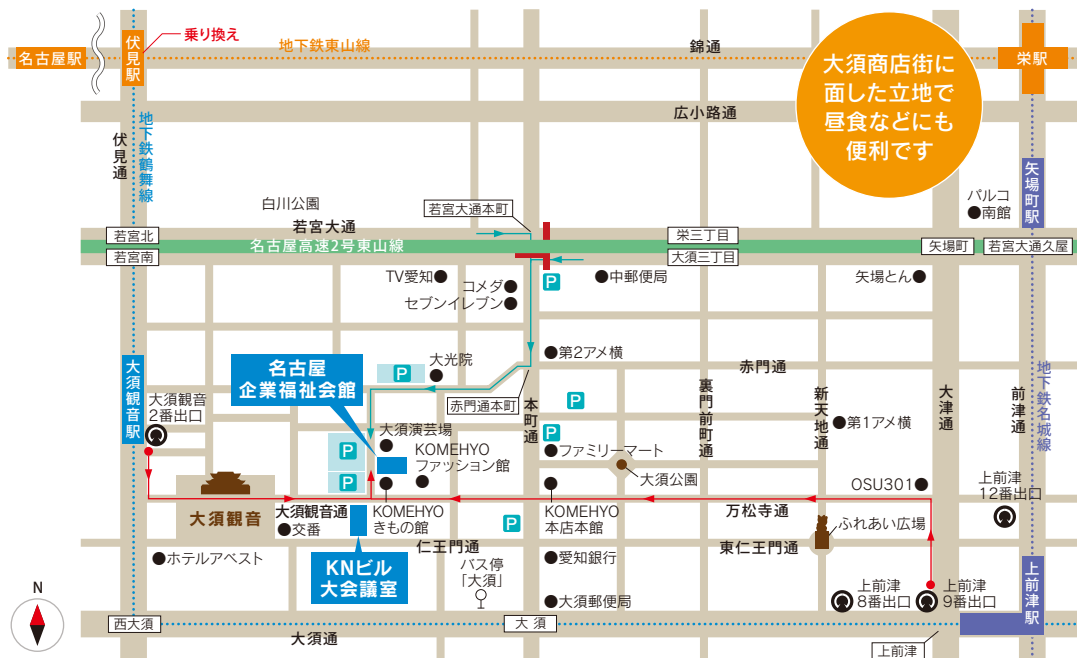 乗り換え
地下鉄東山線
錦通
名古屋駅
伏見駅
栄駅
大須商店街に
面した立地で
昼食などにも
便利です
広小路通
地下鉄鶴舞線
伏見通
矢場町駅
パルコ
南館
白川公園
若宮大通本町
若宮大通
若宮北
名古屋高速2号東山線
栄三丁目
若宮南
大須三丁目
矢場町
若宮大通久屋
TV愛知
コメダ
セブンイレブン
P
中郵便局
矢場とん
名古屋
企業福祉会館
大光院
P
第2アメ横
赤門通
赤門通本町
本町通
P
裏門前町通
新天地通
大津通
前津通
地下鉄名城線
大須観音駅
大須観音
2番出口
大須演芸場
KOMEHYO
ファッション館
P
P
P
ファミリーマート
第1アメ横
大須公園
OSU301
上前津
12番出口
大須観音
大須観音通
交番
KOMEHYO
きもの館
P
KOMEHYO
本店本館
万松寺通
ふれあい広場
仁王門通
東仁王門通
ホテルアベスト
KNビル
大会議室
バス停
「大須」
愛知銀行
大須郵便局
上前津
8番出口
上前津
9番出口
上前津駅
N
西大須
大須通
大須
上前津